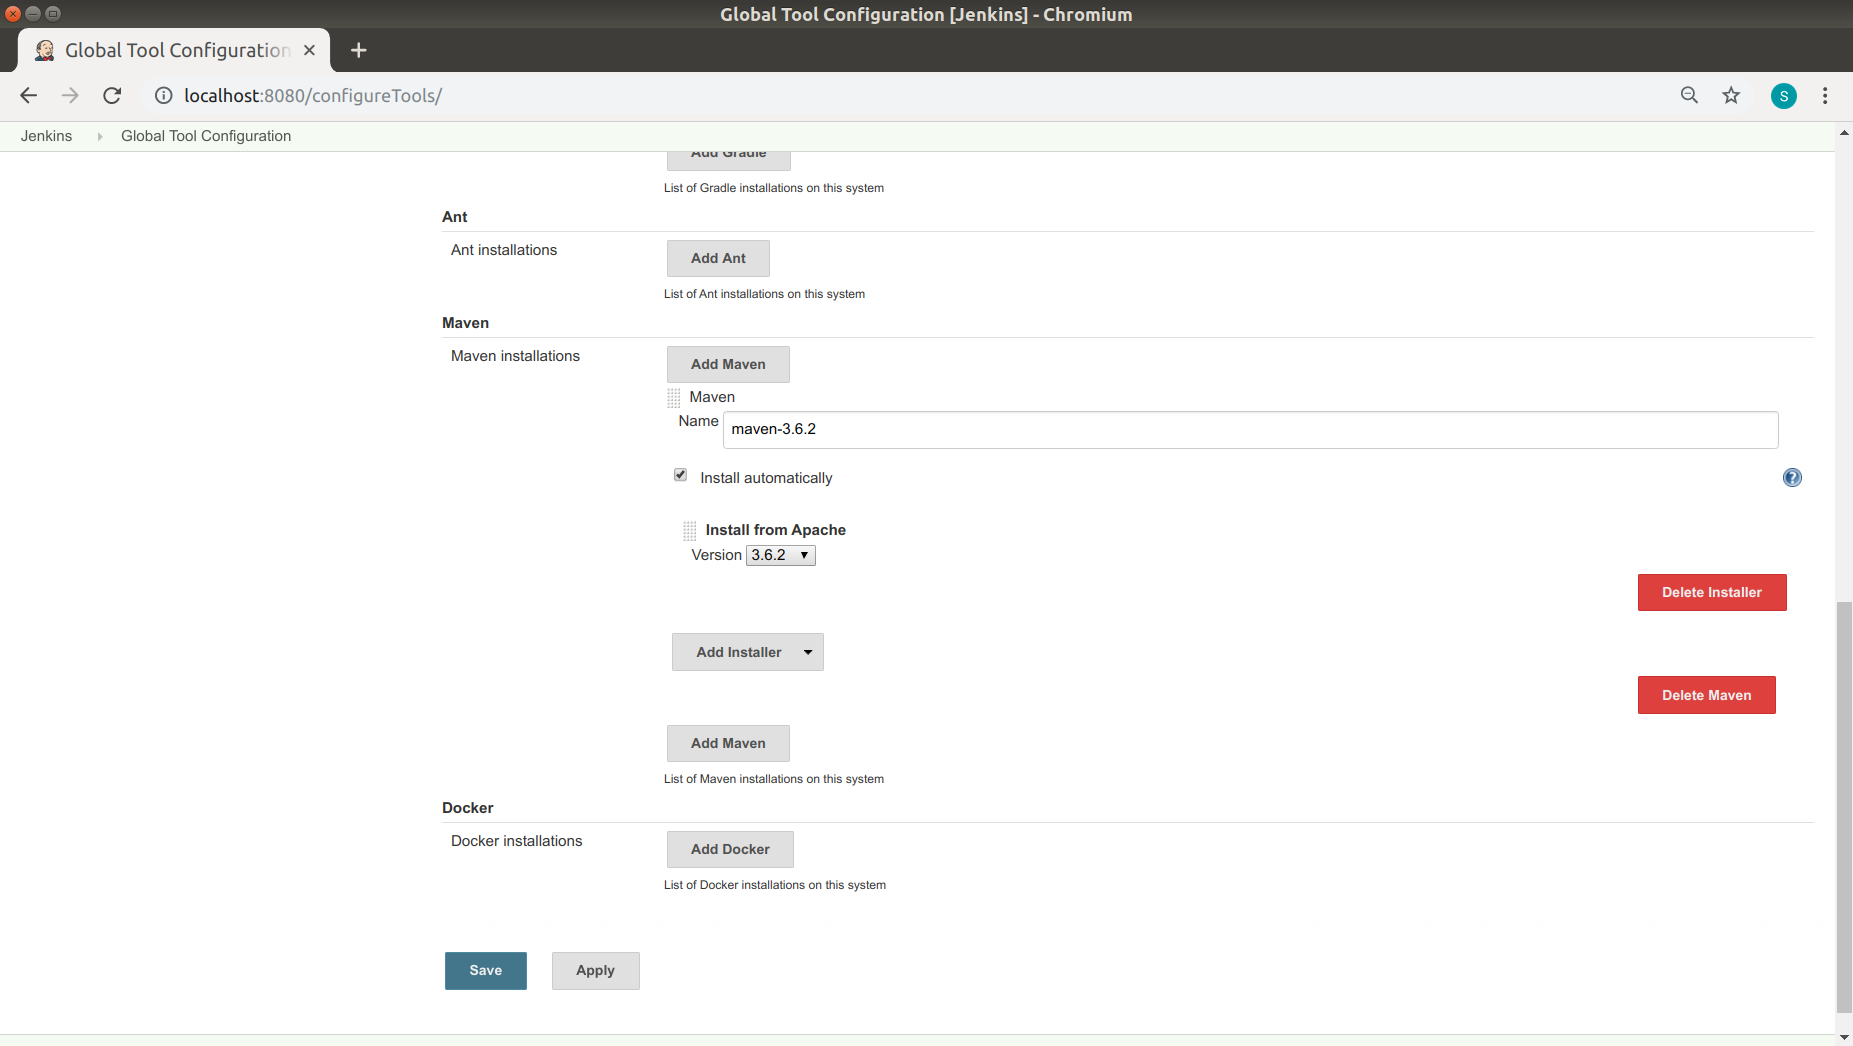 Global Tool Configuration [Jenkins] - Chromium
Global Tool Configuration
localhost:8080/configureTools/
S
Jenkins Global Tool Configuration
Add Gradle
List of Gradle installations on this system
Ant
Ant installations
Add Ant
List of Ant installations on this system
Maven
Maven installations
Add Maven
Maven
Name maven-3.6.2
Install automatically
?
Install from Apache
Version 3.6.2
Delete Installer
Add Installer
Delete Maven
Add Maven
List of Maven installations on this system
Docker
Docker installations
Add Docker
List of Docker installations on this system
Save Apply